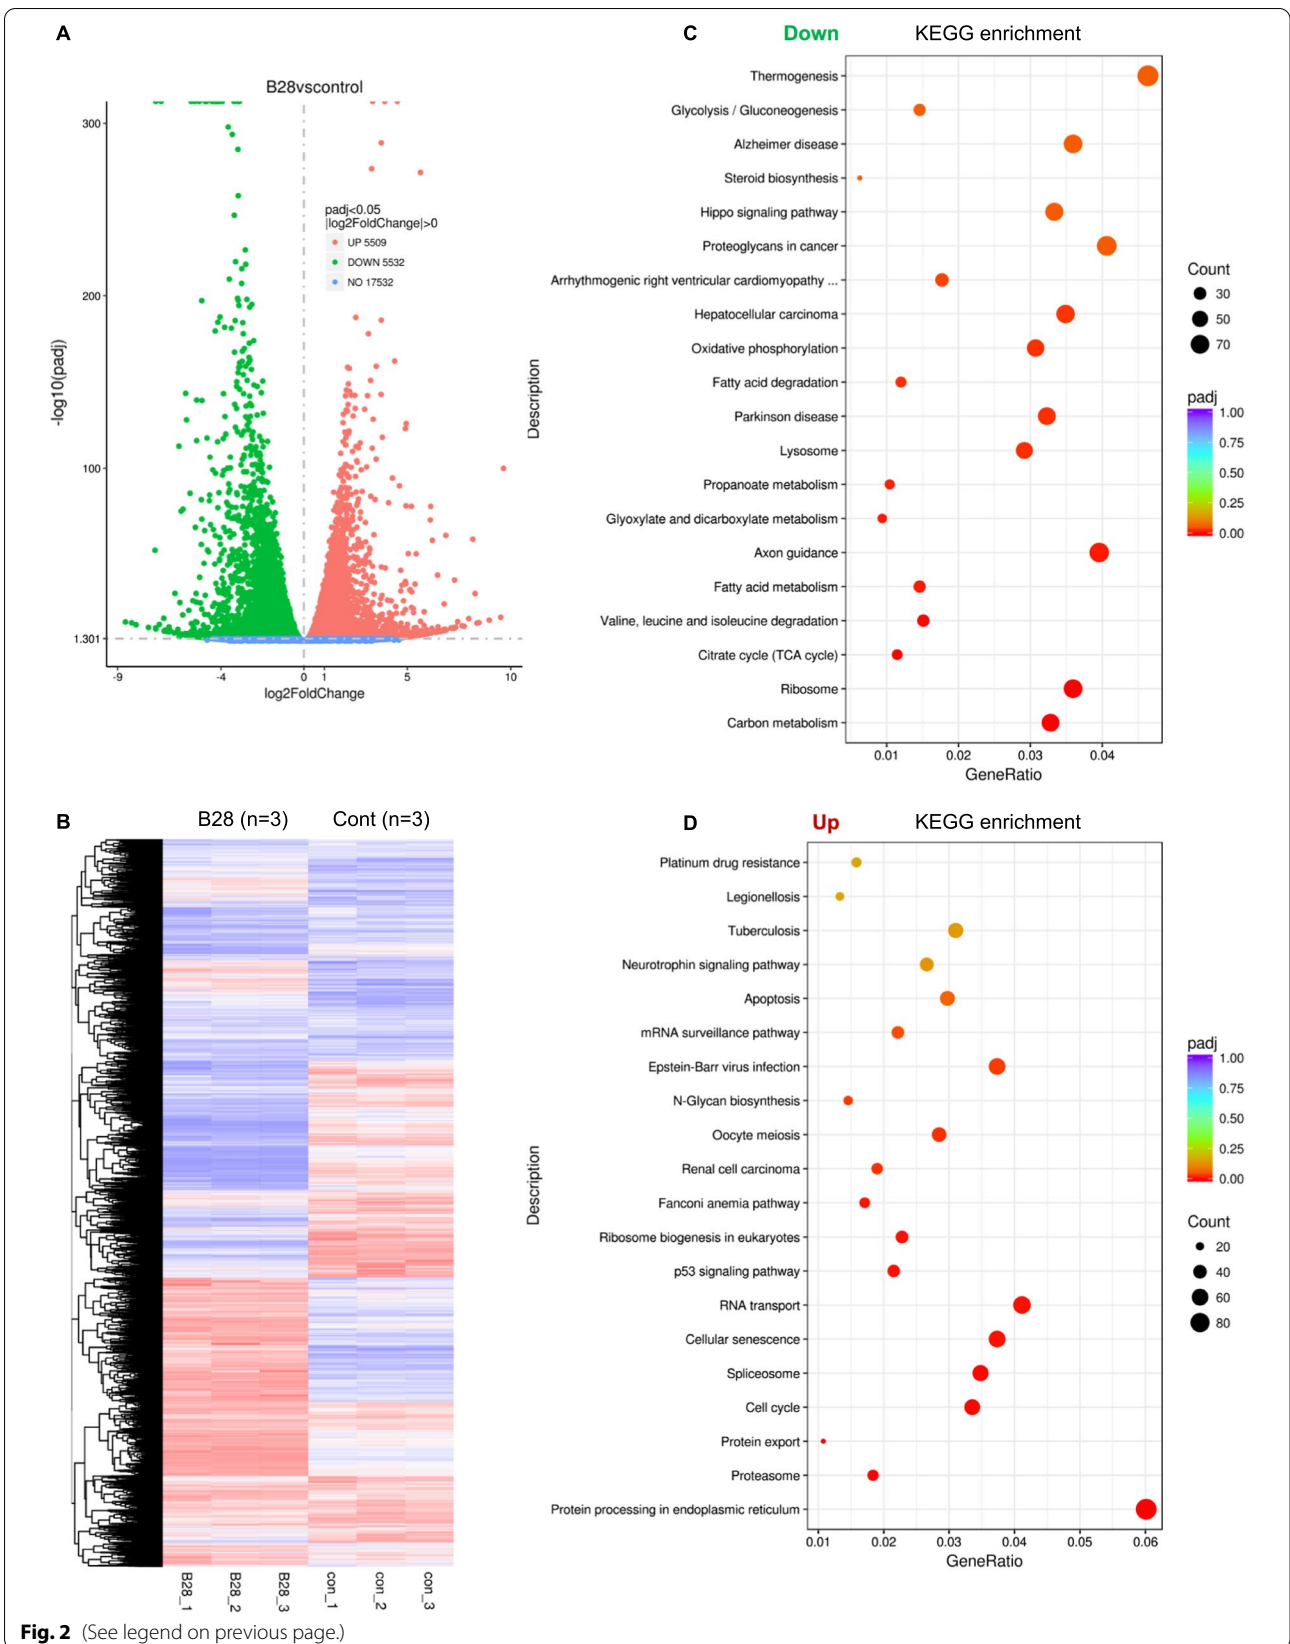 A
B28vscontrol
300
200
100
1.301
-log10(padj)
padj<0.05
|log2FoldChange|>0
UP 5509
DOWN 5532
NO 17532
-9 -4 0 1 5 10
log2FoldChange
C Down KEGG enrichment
Description
Thermogenesis
Glycolysis / Gluconeogenesis
Alzheimer disease
Steroid biosynthesis
Hippo signaling pathway
Proteoglycans in cancer
Arrhythmogenic right ventricular cardiomyopathy ...
Hepatocellular carcinoma
Oxidative phosphorylation
Fatty acid degradation
Parkinson disease
Lysosome
Propanoate metabolism
Glyoxylate and dicarboxylate metabolism
Axon guidance
Fatty acid metabolism
Valine, leucine and isoleucine degradation
Citrate cycle (TCA cycle)
Ribosome
Carbon metabolism
0.01 0.02 0.03 0.04
GeneRatio
Count
30
50
70
padj
1.00
0.75
0.50
0.25
0.00
B B28 (n=3) Cont (n=3)
B28_1 B28_2 B28_3 con_1 con_2 con_3
D Up KEGG enrichment
Description
Platinum drug resistance
Legionellosis
Tuberculosis
Neurotrophin signaling pathway
Apoptosis
mRNA surveillance pathway
Epstein-Barr virus infection
N-Glycan biosynthesis
Oocyte meiosis
Renal cell carcinoma
Fanconi anemia pathway
Ribosome biogenesis in eukaryotes
p53 signaling pathway
RNA transport
Cellular senescence
Spliceosome
Cell cycle
Protein export
Proteasome
Protein processing in endoplasmic reticulum
0.01 0.02 0.03 0.04 0.05 0.06
GeneRatio
padj
1.00
0.75
0.50
0.25
0.00
Count
20
40
60
80
Fig. 2 (See legend on previous page.)